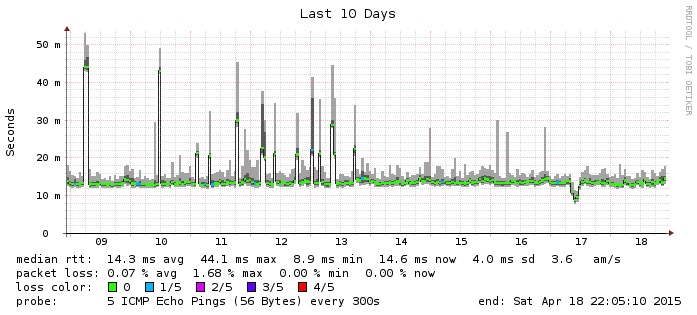 Last 10 Days
RRDTOOL / TOBI OETIKER
Seconds
50 m
40 m
30 m
20 m
10 m
0
09 10 11 12 13 14 15 16 17 18
median rtt: 14.3 ms avg 44.1 ms max 8.9 ms min 14.6 ms now 4.0 ms sd 3.6 am/s
packet loss: 0.07 % avg 1.68 % max 0.00 % min 0.00 % now
loss color: 0 1/5 2/5 3/5 4/5
probe: 5 ICMP Echo Pings (56 Bytes) every 300s end: Sat Apr 18 22:05:10 2015